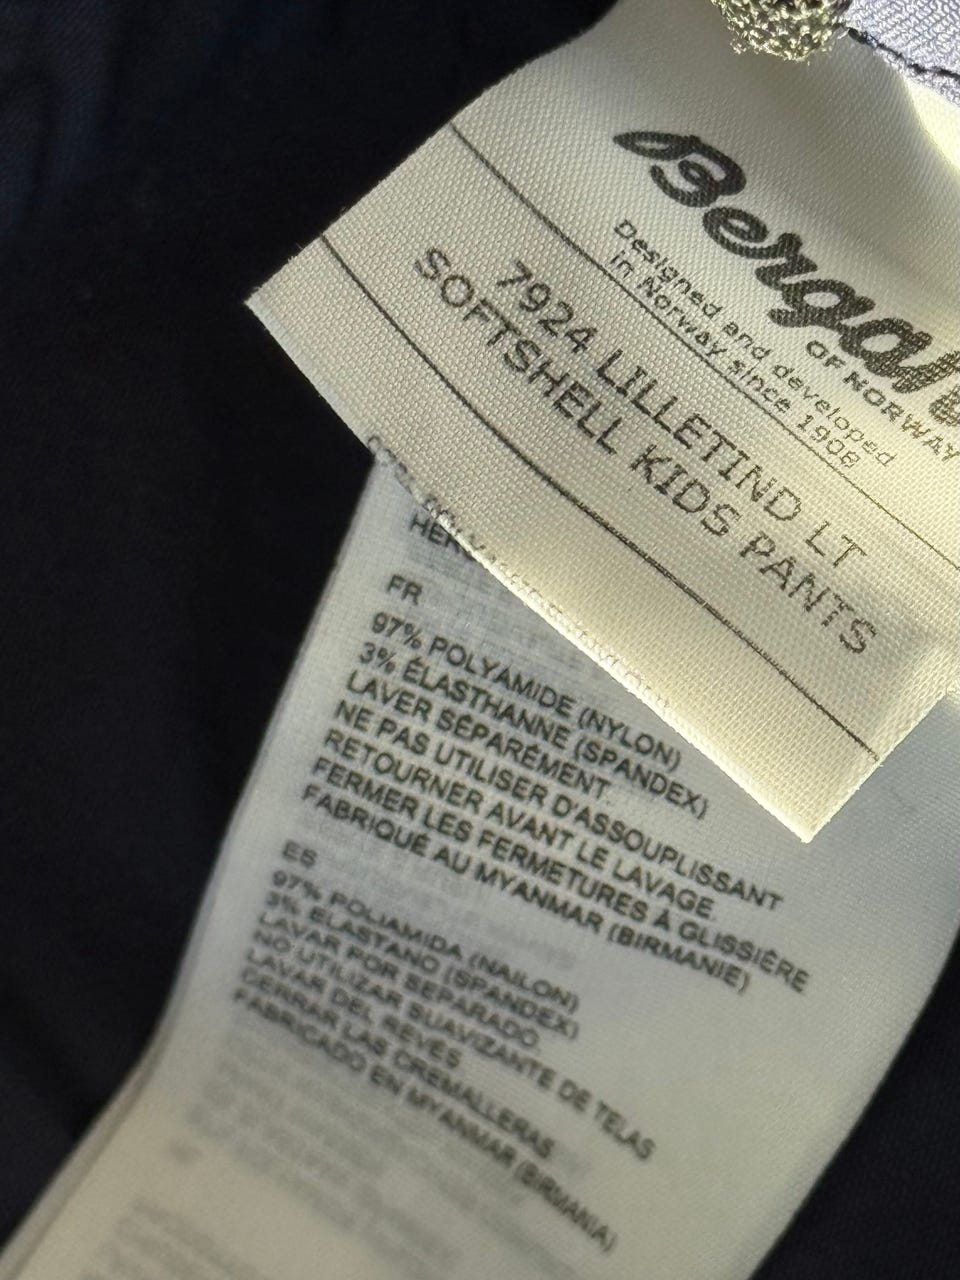 OF NORWAY
Designed and developed
in Norway since 1908
7924 LILLETIND LT
SOFTSHELL KIDS PANTS
FR
97% POLYAMIDE (NYLON)
3% ÉLASTHANNE (SPANDEX)
LAVER SÉPARÉMENT.
NE PAS UTILISER D'ASSOUPLISSANT
RETOURNER AVANT LE LAVAGE.
FERMER LES FERMETURES À GLISSIÈRE
FABRIQUÉ AU MYANMAR (BIRMANIE)
ES
97% POLIAMIDA (NAILON)
3% ELASTANO (SPANDEX)
LAVAR POR SEPARADO.
NO UTILIZAR SUAVIZANTE DE TELAS
LAVAR DEL REVÉS
CERRAR LAS CREMALLERAS
FABRICADO EN MYANMAR (BIRMANIA)